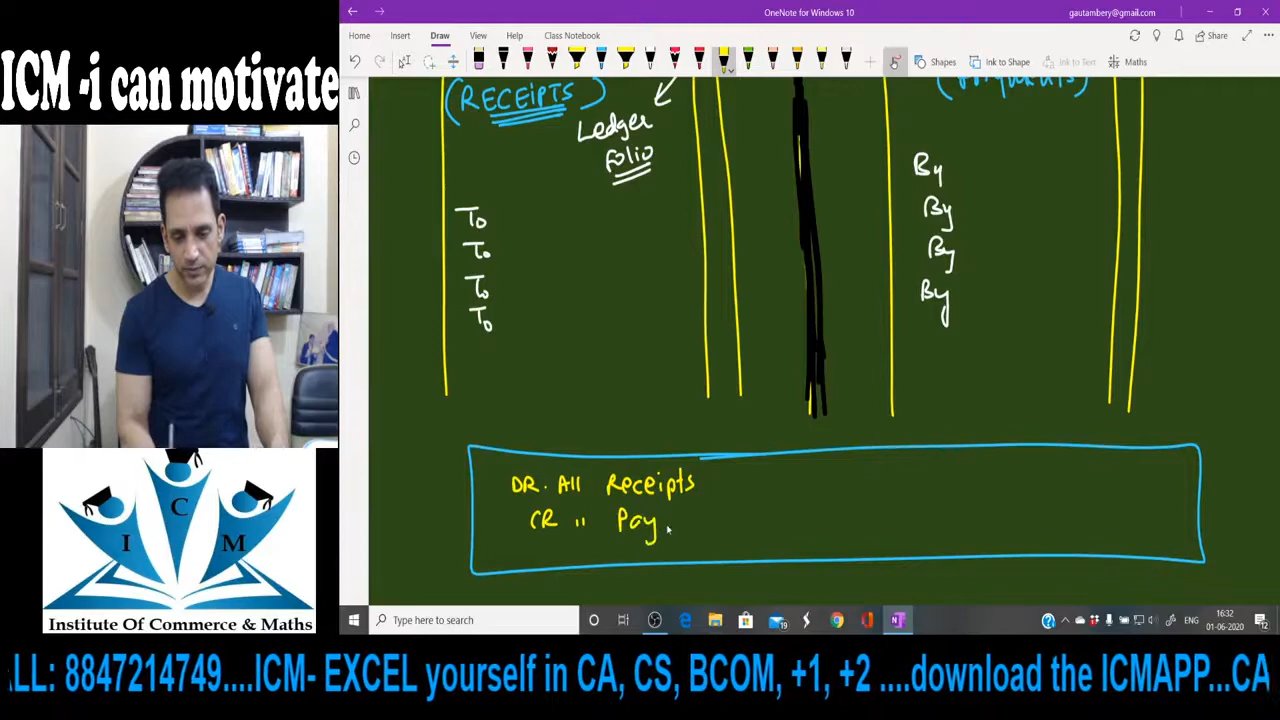 OneNote for Windows 10
gautambery@gmail.com
Home Insert Draw View Help Class Notebook
Share
Shapes Ink to Shape Ink to Text Maths
ICM -i can motivate
(RECEIPTS)
Ledger
Folio
To
To
To
To
By
By
By
By
DR. All Receipts
CR " Pay
I C M
Institute Of Commerce & Maths
Type here to search
19
ENG
16:32
01-06-2020
12
ALL: 8847214749....ICM- EXCEL yourself in CA, CS, BCOM, +1, +2 ....download the ICMAPP...CA